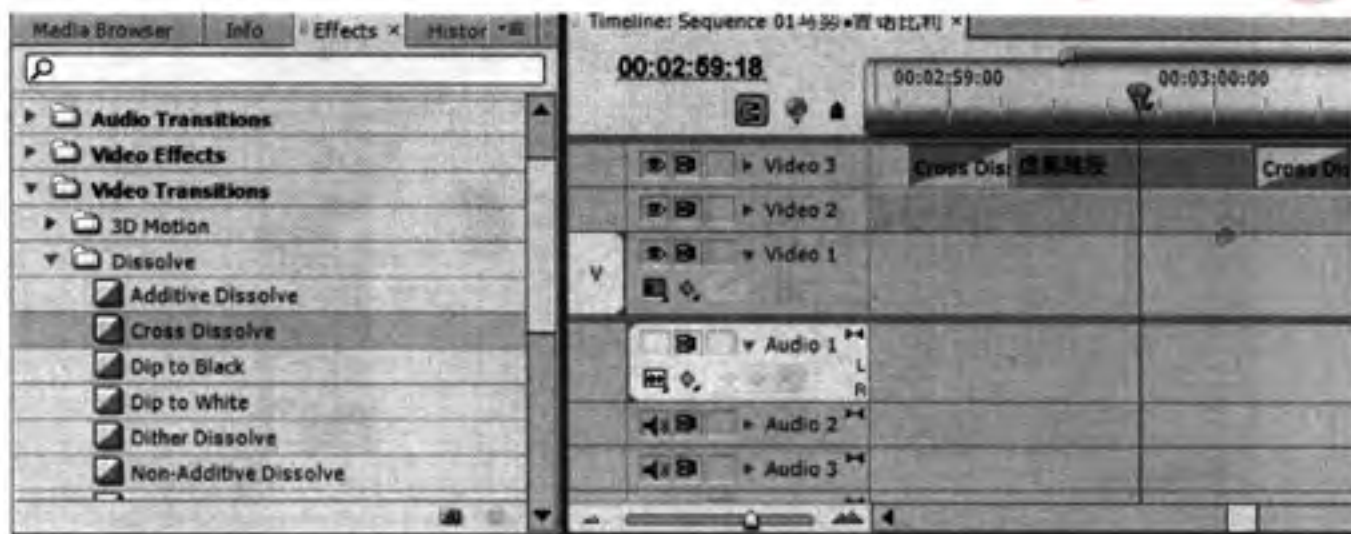 Media Browser Info Effects × Histor
Audio Transitions
Video Effects
Video Transitions
3D Motion
Dissolve
Additive Dissolve
Cross Dissolve
Dip to Black
Dip to White
Dither Dissolve
Non-Additive Dissolve
Timeline: Sequence 01 ×
00:02:59:18
00:02:59:00 00:03:00:00
Video 3 Cross Dis: Cross Dis
Video 2
V Video 1
Audio 1
L
R
Audio 2
Audio 3